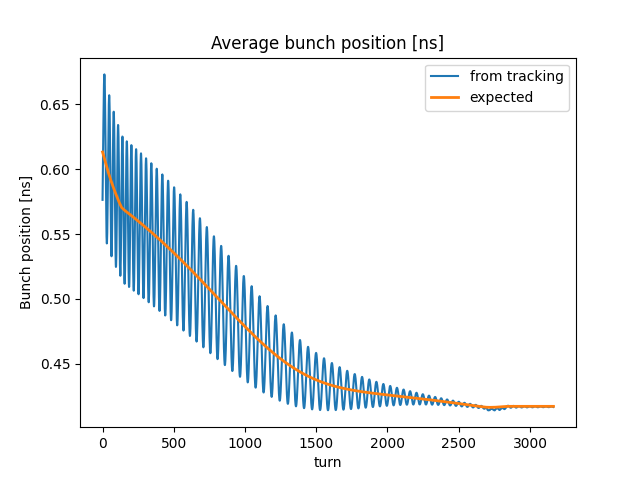 Average bunch position [ns]
from tracking
expected
0.65
0.60
0.55
0.50
0.45
Bunch position [ns]
0
500
1000
1500
2000
2500
3000
turn